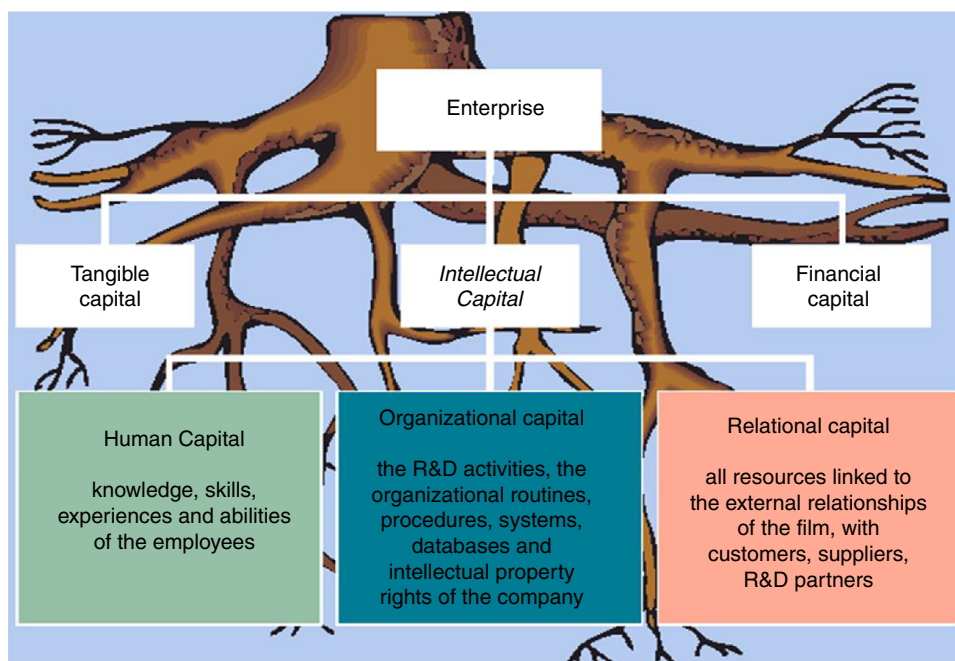 Enterprise
Tangible
capital
Intellectual
Capital
Financial
capital
Human Capital
knowledge, skills,
experiences and abilities
of the employees
Organizational capital
the R&D activities, the
organizational routines,
procedures, systems,
databases and
intellectual property
rights of the company
Relational capital
all resources linked to
the external relationships
of the film, with
customers, suppliers,
R&D partners